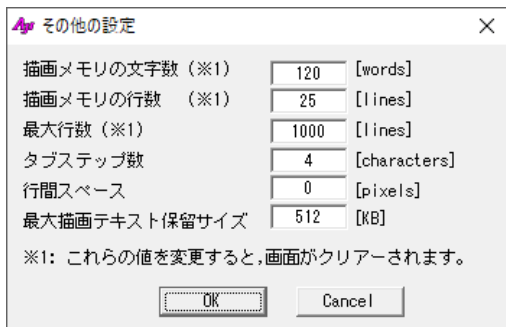 Ays その他の設定
描画メモリの文字数（※1） 120 [words]
描画メモリの行数 （※1） 25 [lines]
最大行数（※1） 1000 [lines]
タブステップ数 4 [characters]
行間スペース 0 [pixels]
最大描画テキスト保留サイズ 512 [KB]
※1: これらの値を変更すると,画面がクリアーされます。
OK Cancel